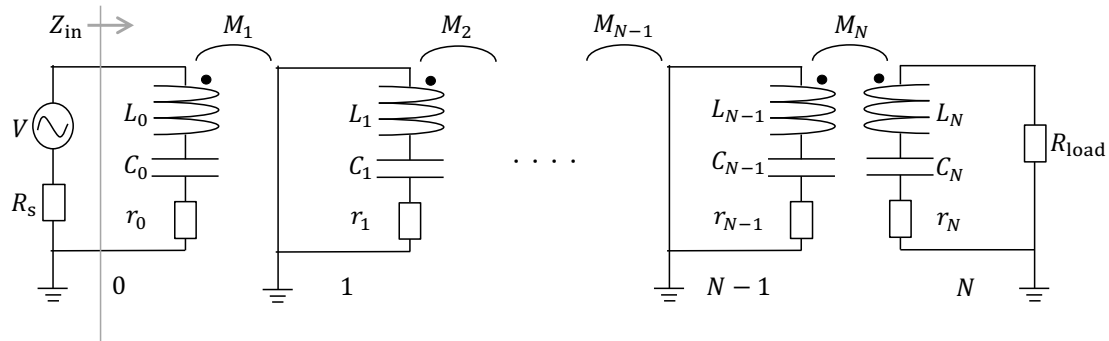 Z_in M_1 M_2 M_{N−1} M_N
V L_0 L_1 L_{N−1} L_N
C_0 C_1 . . . . C_{N−1} C_N R_load
R_s r_0 r_1 r_{N−1} r_N
0 1 N − 1 N